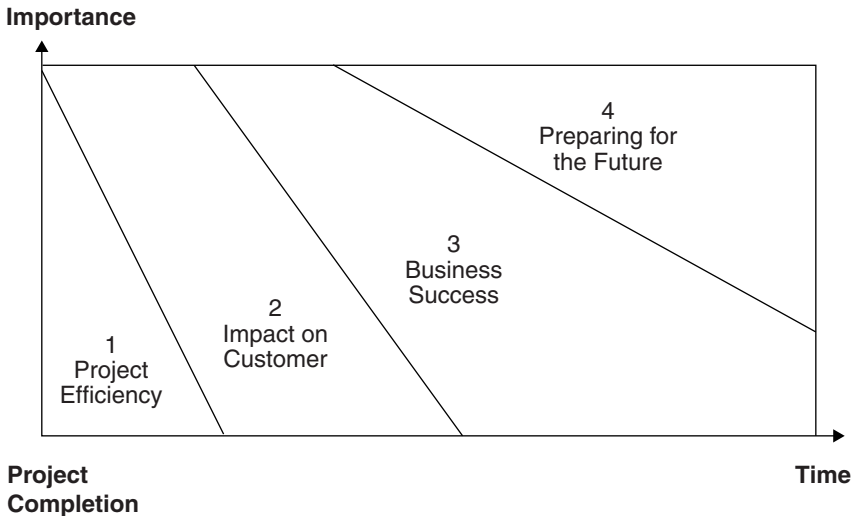 Importance
4
Preparing for
the Future
3
Business
Success
2
Impact on
Customer
1
Project
Efficiency
Project
Completion
Time